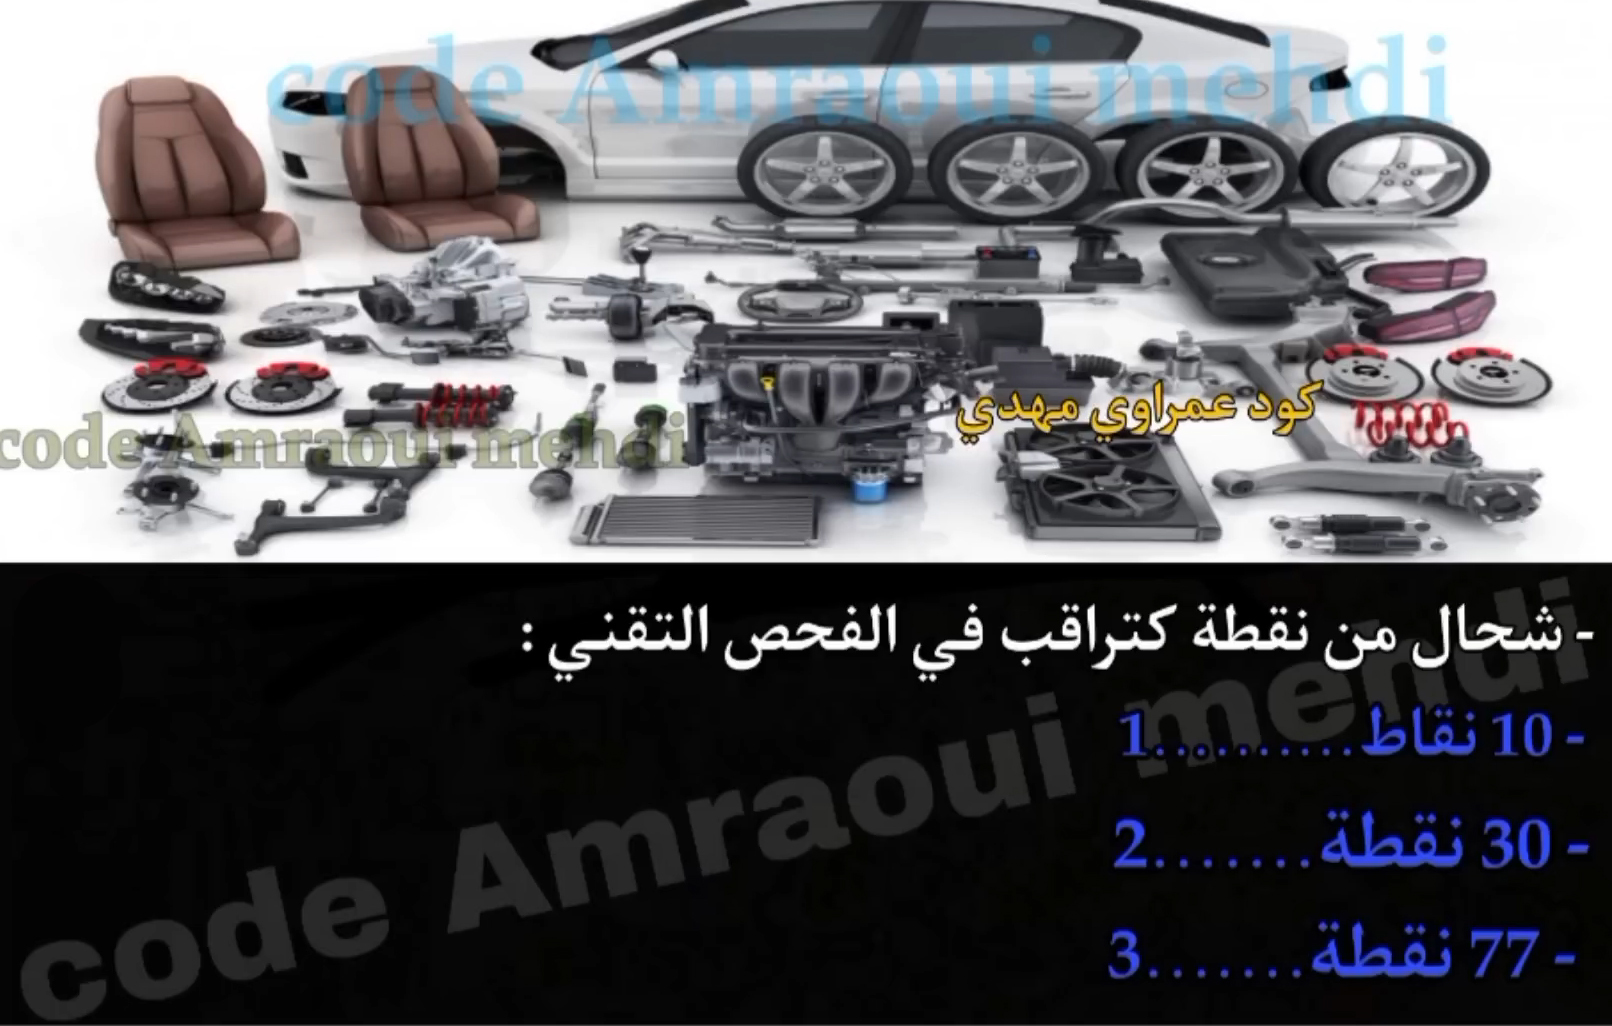 code Amraoui mehdi
كود عمراوي مهدي
code Amraoui mehdi
- شحال من نقطة كتراقب في الفحص التقني :
- 10 نقاط..........1
- 30 نقطة.......2
- 77 نقطة.......3
code Amraoui mehdi